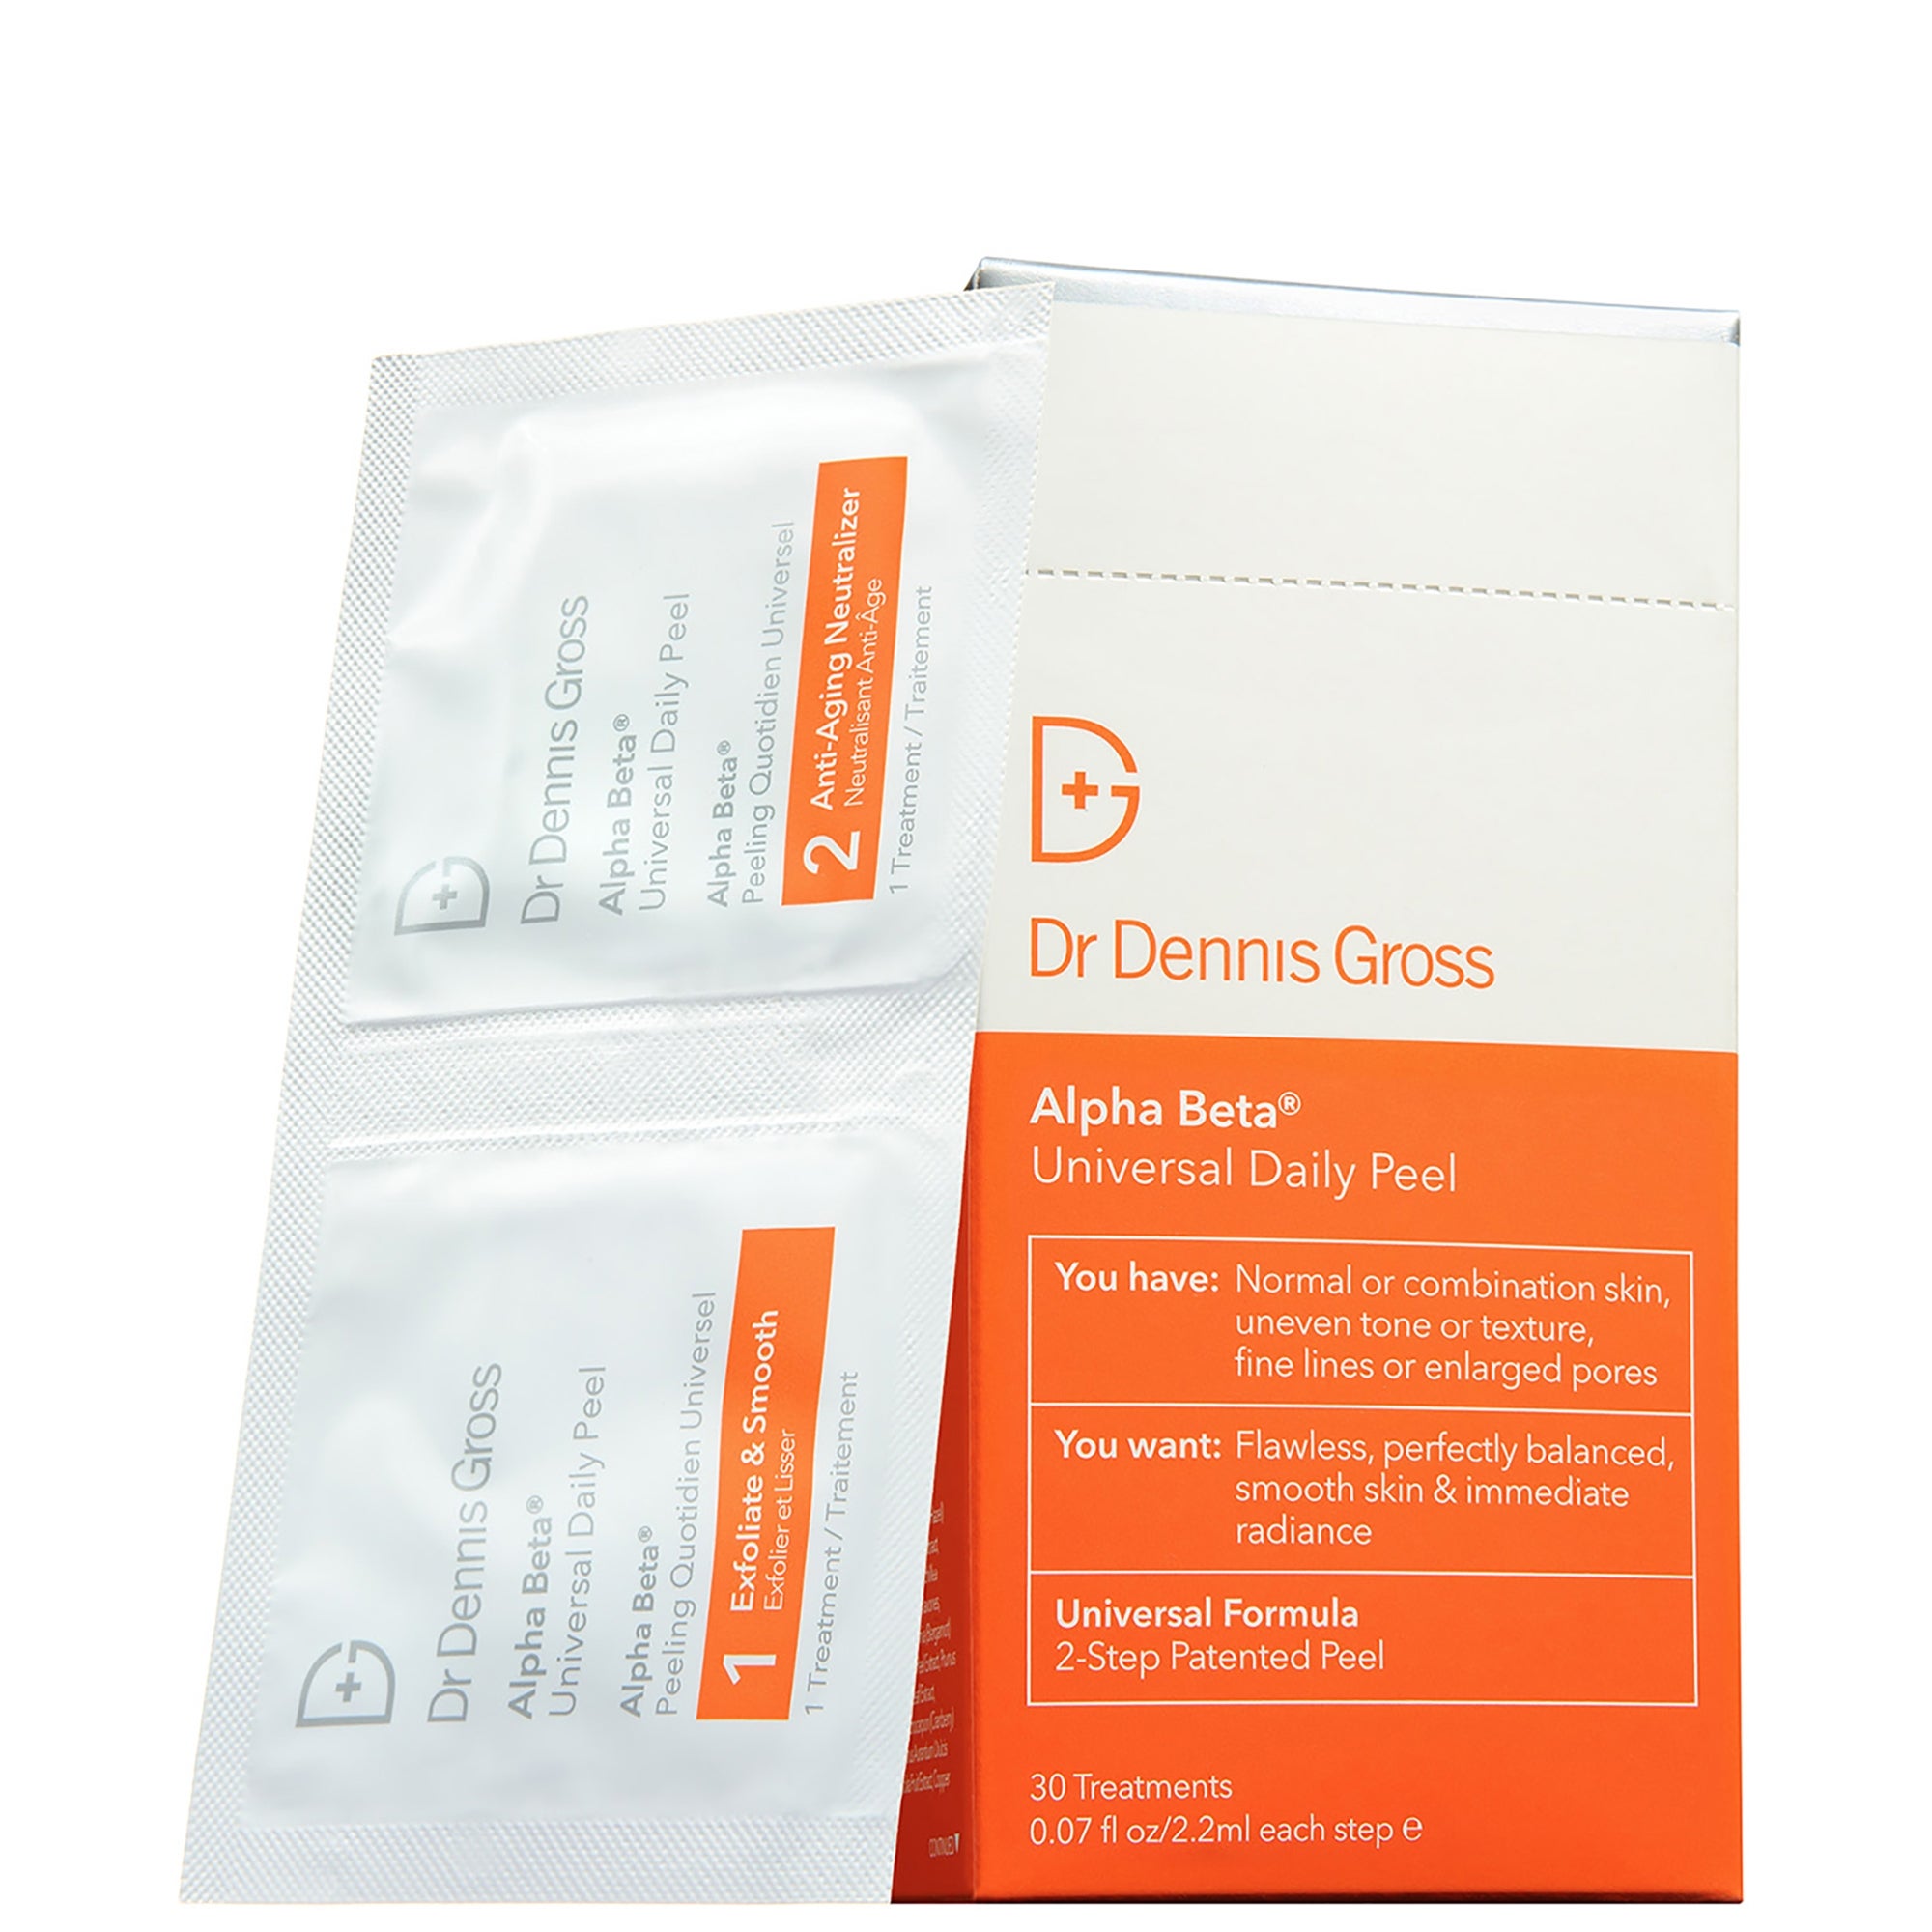 Dr Dennis Gross
Alpha Beta®
Universal Daily Peel
Alpha Beta®
Peeling Quotidien Universel
2 Anti-Aging Neutralizer
Neutralisant Anti-Âge
1 Treatment / Traitement
Dr Dennis Gross
Alpha Beta®
Universal Daily Peel
Alpha Beta®
Peeling Quotidien Universel
1 Exfoliate & Smooth
Exfolier et Lisser
1 Treatment / Traitement
Dr Dennis Gross
Alpha Beta®
Universal Daily Peel
You have: Normal or combination skin,
uneven tone or texture,
fine lines or enlarged pores
You want: Flawless, perfectly balanced,
smooth skin & immediate
radiance
Universal Formula
2-Step Patented Peel
30 Treatments
0.07 fl oz/2.2ml each step ℮
CONTINUED